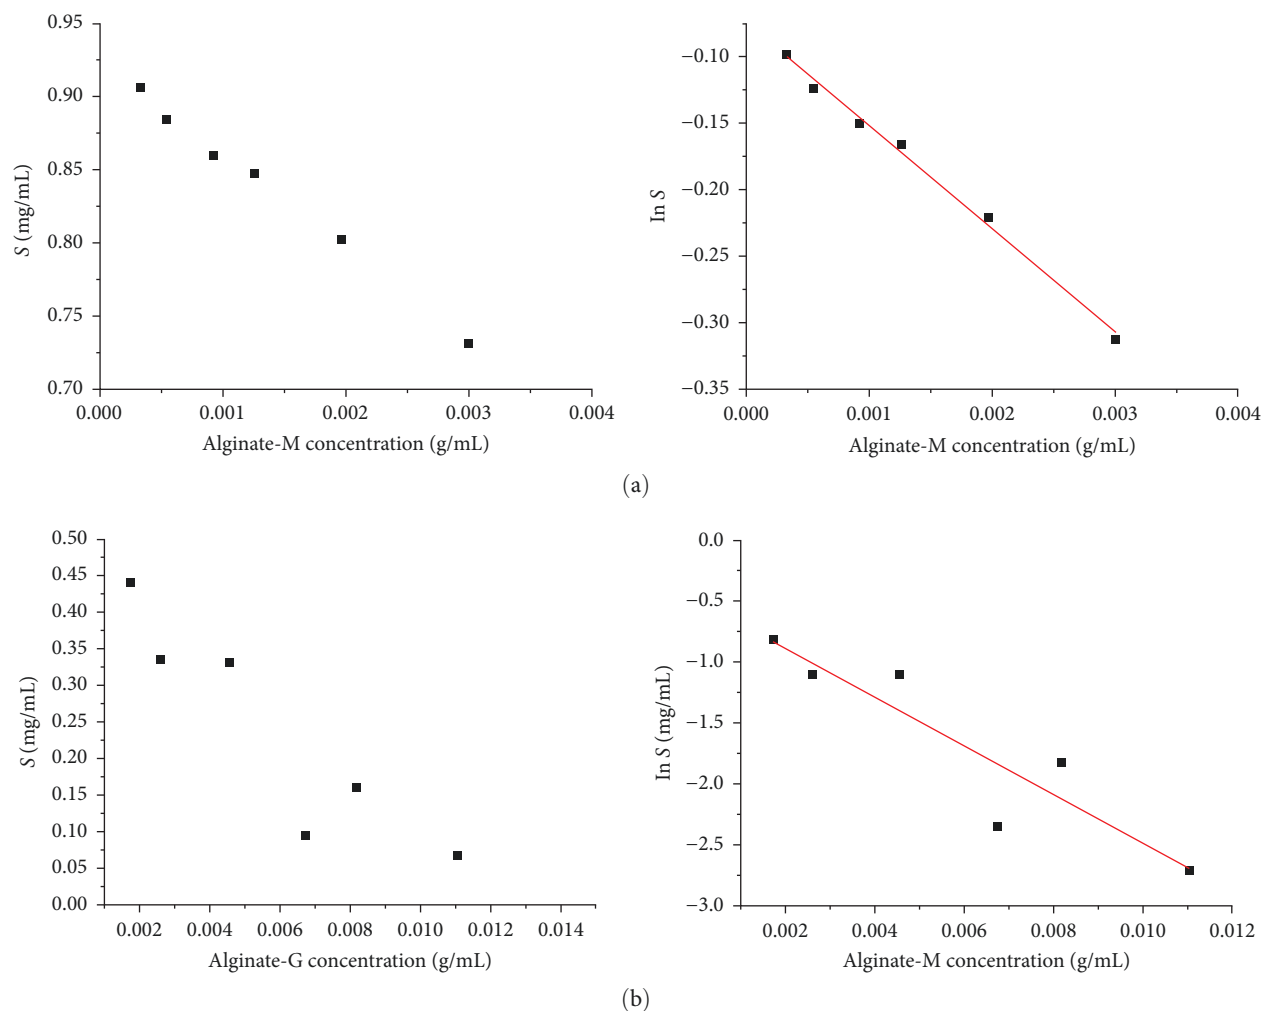 0.95
0.90
0.85
0.80
0.75
0.70
S (mg/mL)
0.000 0.001 0.002 0.003 0.004
Alginate-M concentration (g/mL)
−0.10
−0.15
−0.20
−0.25
−0.30
−0.35
In S
0.000 0.001 0.002 0.003 0.004
Alginate-M concentration (g/mL)
(a)
0.50
0.45
0.40
0.35
0.30
0.25
0.20
0.15
0.10
0.05
0.00
S (mg/mL)
0.002 0.004 0.006 0.008 0.010 0.012 0.014
Alginate-G concentration (g/mL)
0.0
−0.5
−1.0
−1.5
−2.0
−2.5
−3.0
In S (mg/mL)
0.002 0.004 0.006 0.008 0.010 0.012
Alginate-M concentration (g/mL)
(b)